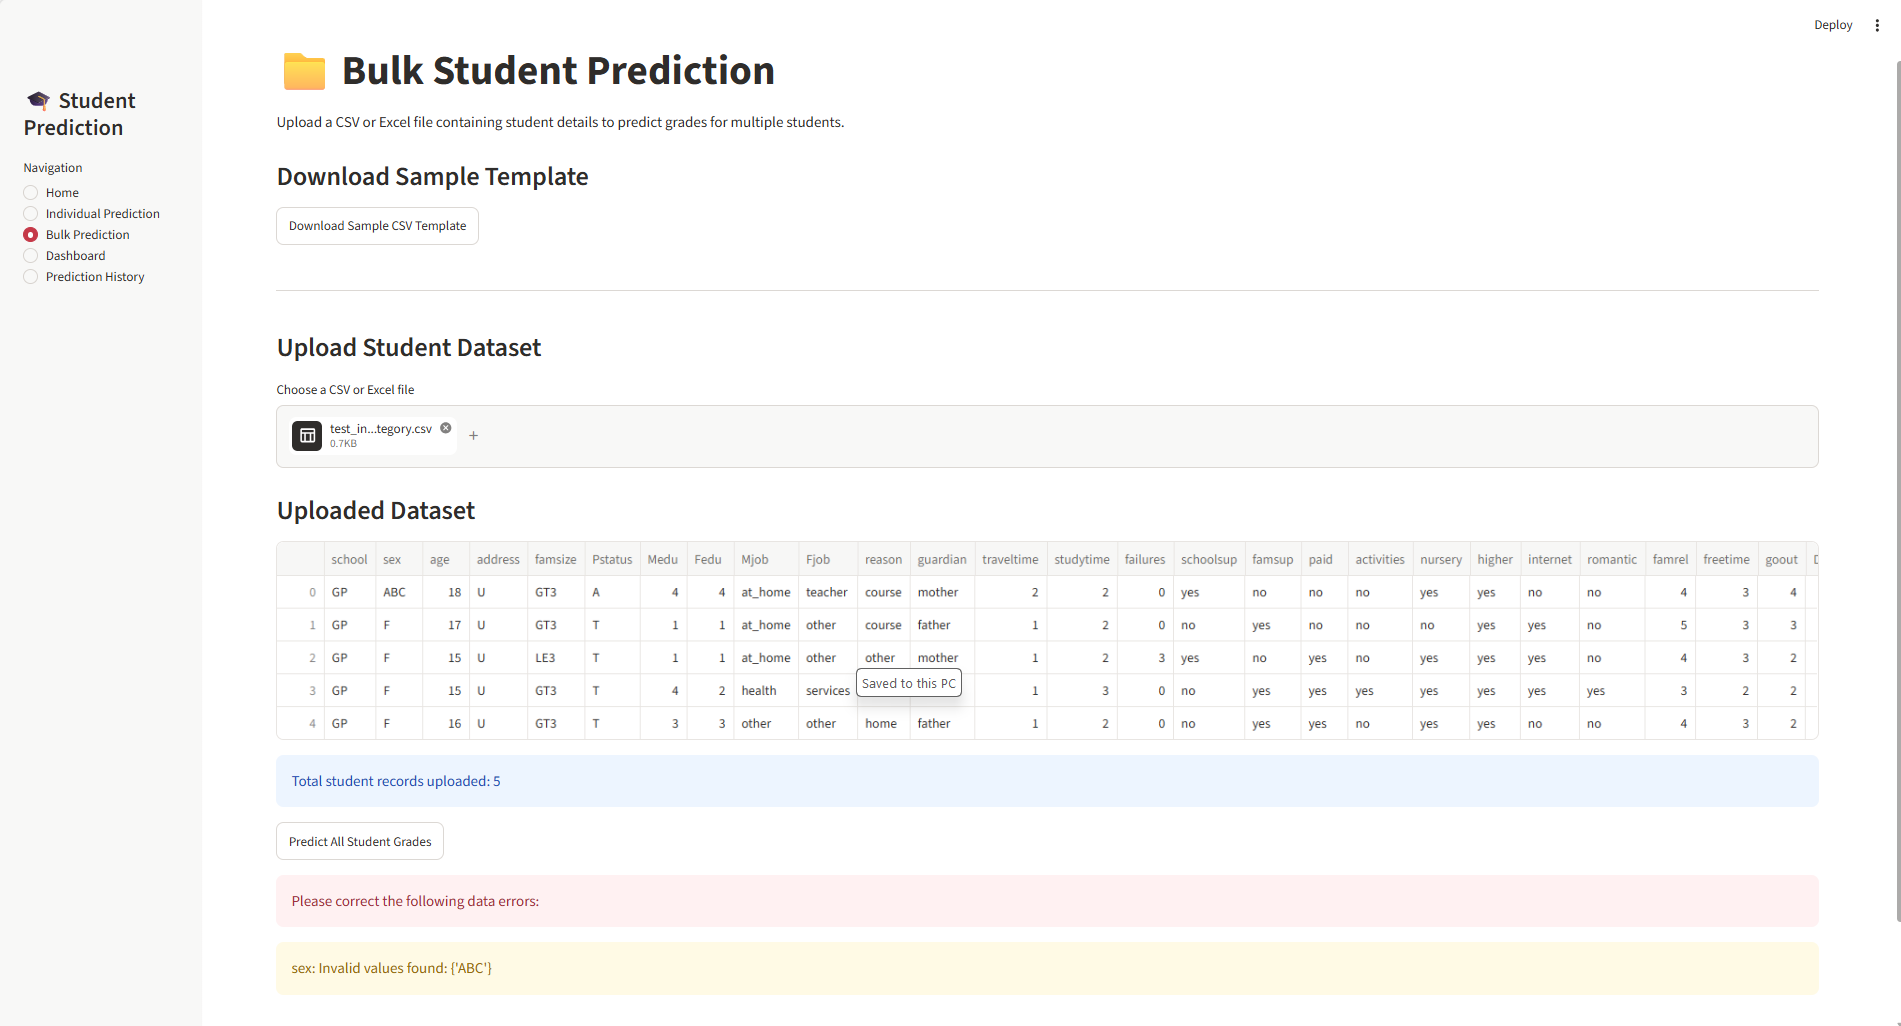 Deploy
Student
Prediction
Navigation
Home
Individual Prediction
Bulk Prediction
Dashboard
Prediction History
Bulk Student Prediction
Upload a CSV or Excel file containing student details to predict grades for multiple students.
Download Sample Template
Download Sample CSV Template
Upload Student Dataset
Choose a CSV or Excel file
test_in...tegory.csv
0.7KB
Uploaded Dataset
school sex age address famsize Pstatus Medu Fedu Mjob Fjob reason guardian traveltime studytime failures schoolsup famsup paid activities nursery higher internet romantic famrel freetime goout
0 GP ABC 18 U GT3 A 4 4 at_home teacher course mother 2 2 0 yes no no no yes yes no no 4 3 4
1 GP F 17 U GT3 T 1 1 at_home other course father 1 2 0 no yes no no no yes yes no 5 3 3
2 GP F 15 U LE3 T 1 1 at_home other other mother 1 2 3 yes no yes no yes yes yes no 4 3 2
3 GP F 15 U GT3 T 4 2 health services 1 3 0 no yes yes yes yes yes yes yes 3 2 2
Saved to this PC
4 GP F 16 U GT3 T 3 3 other other home father 1 2 0 no yes yes no yes yes no no 4 3 2
Total student records uploaded: 5
Predict All Student Grades
Please correct the following data errors:
sex: Invalid values found: {'ABC'}